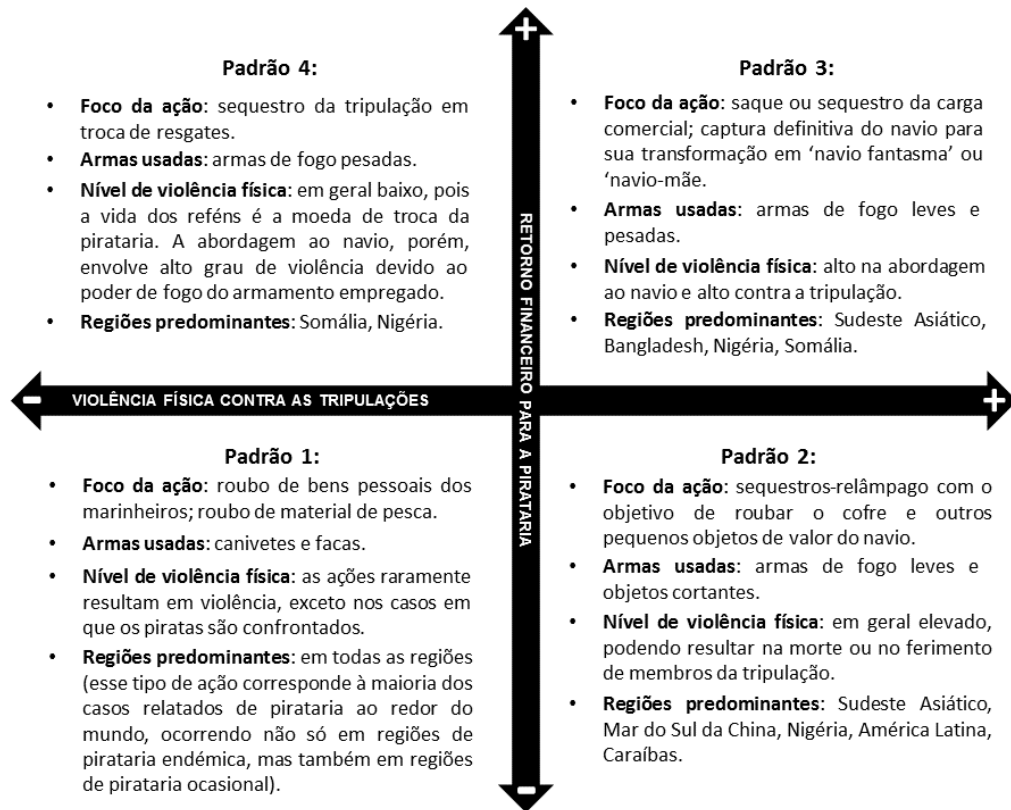 +
Padrão 4:
• Foco da ação: sequestro da tripulação em
troca de resgates.
• Armas usadas: armas de fogo pesadas.
• Nível de violência física: em geral baixo, pois
a vida dos reféns é a moeda de troca da
pirataria. A abordagem ao navio, porém,
envolve alto grau de violência devido ao
poder de fogo do armamento empregado.
• Regiões predominantes: Somália, Nigéria.
Padrão 3:
• Foco da ação: saque ou sequestro da carga
comercial; captura definitiva do navio para
sua transformação em ‘navio fantasma’ ou
‘navio-mãe.
• Armas usadas: armas de fogo leves e
pesadas.
• Nível de violência física: alto na abordagem
ao navio e alto contra a tripulação.
• Regiões predominantes: Sudeste Asiático,
Bangladesh, Nigéria, Somália.
RETORNO FINANCEIRO PARA A PIRATARIA
- VIOLÊNCIA FÍSICA CONTRA AS TRIPULAÇÕES +
Padrão 1:
• Foco da ação: roubo de bens pessoais dos
marinheiros; roubo de material de pesca.
• Armas usadas: canivetes e facas.
• Nível de violência física: as ações raramente
resultam em violência, exceto nos casos em
que os piratas são confrontados.
• Regiões predominantes: em todas as regiões
(esse tipo de ação corresponde à maioria dos
casos relatados de pirataria ao redor do
mundo, ocorrendo não só em regiões de
pirataria endémica, mas também em regiões
de pirataria ocasional).
Padrão 2:
• Foco da ação: sequestros-relâmpago com o
objetivo de roubar o cofre e outros
pequenos objetos de valor do navio.
• Armas usadas: armas de fogo leves e
objetos cortantes.
• Nível de violência física: em geral elevado,
podendo resultar na morte ou no ferimento
de membros da tripulação.
• Regiões predominantes: Sudeste Asiático,
Mar do Sul da China, Nigéria, América Latina,
Caraíbas.
-